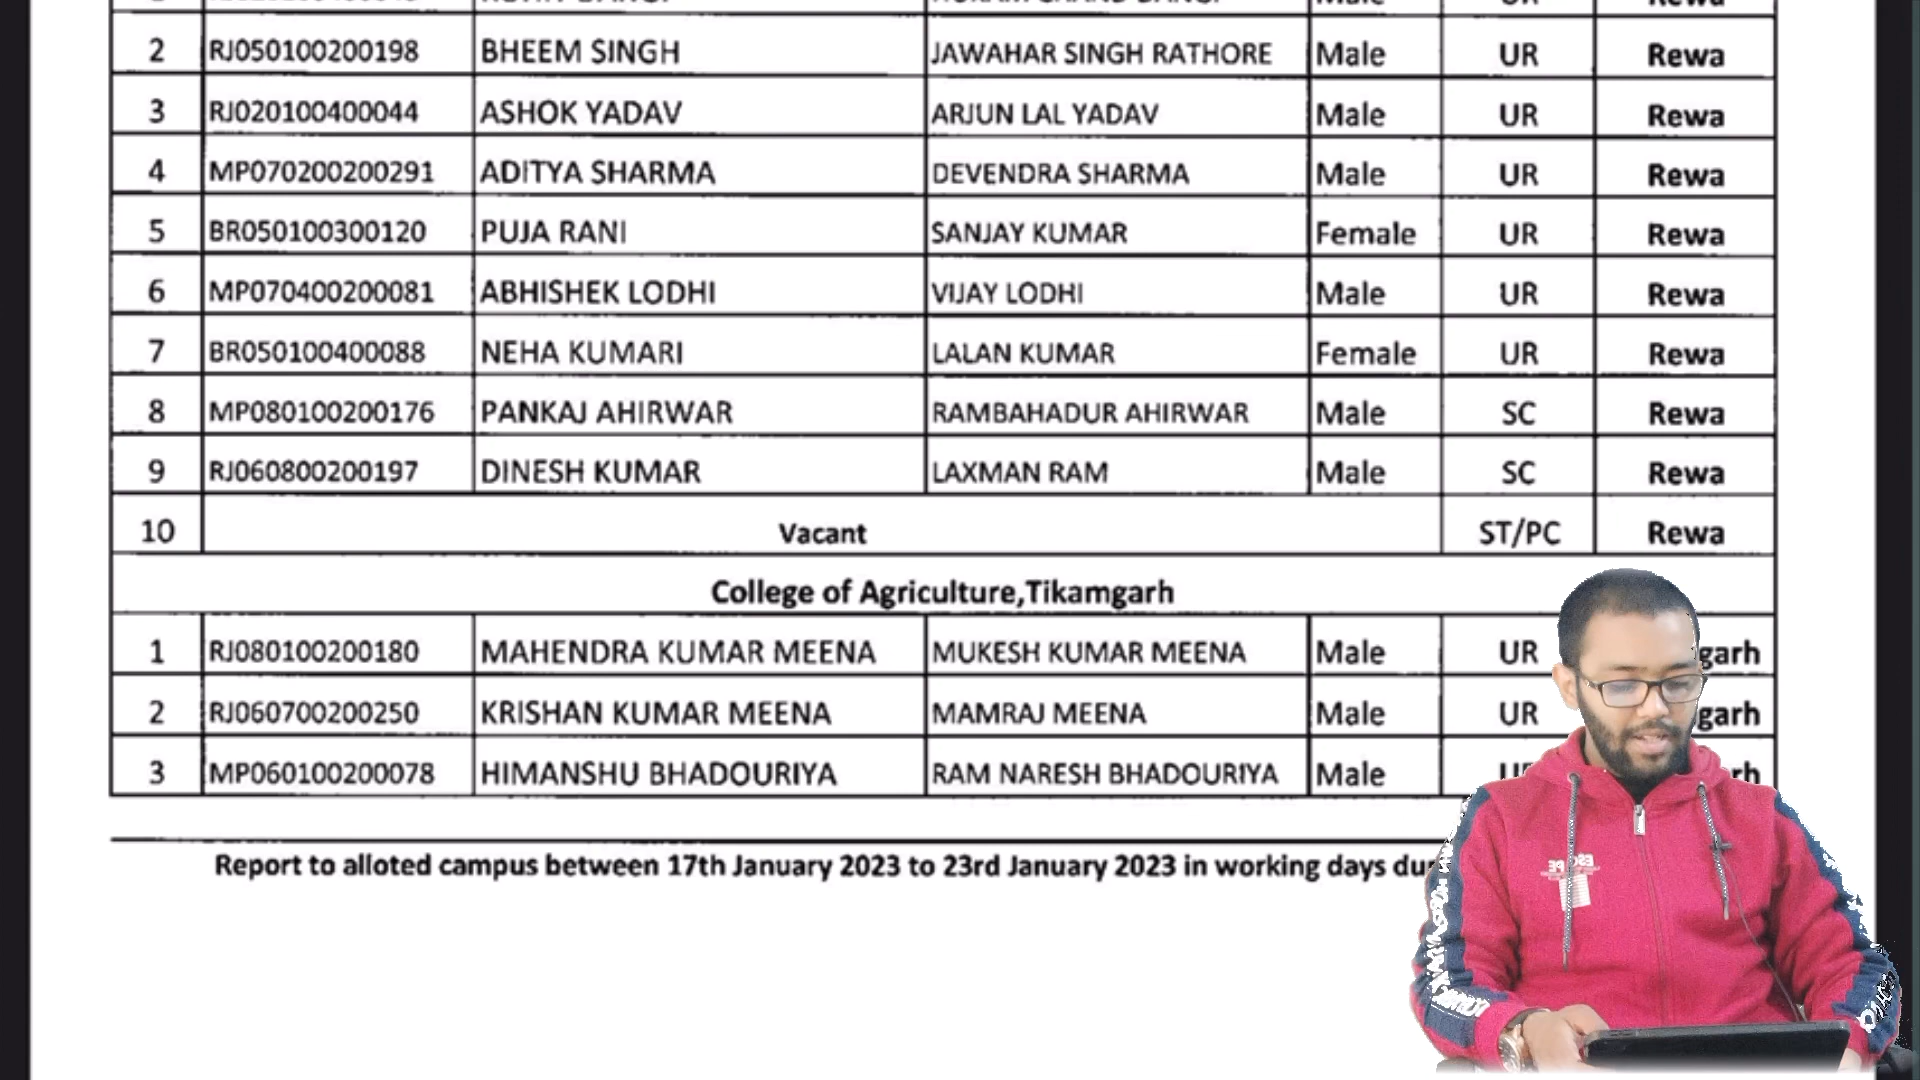 2 RJ050100200198 BHEEM SINGH JAWAHAR SINGH RATHORE Male UR Rewa
3 RJ020100400044 ASHOK YADAV ARJUN LAL YADAV Male UR Rewa
4 MP070200200291 ADITYA SHARMA DEVENDRA SHARMA Male UR Rewa
5 BR050100300120 PUJA RANI SANJAY KUMAR Female UR Rewa
6 MP070400200081 ABHISHEK LODHI VIJAY LODHI Male UR Rewa
7 BR050100400088 NEHA KUMARI LALAN KUMAR Female UR Rewa
8 MP080100200176 PANKAJ AHIRWAR RAMBAHADUR AHIRWAR Male SC Rewa
9 RJ060800200197 DINESH KUMAR LAXMAN RAM Male SC Rewa
10 Vacant ST/PC Rewa
College of Agriculture,Tikamgarh
1 RJ080100200180 MAHENDRA KUMAR MEENA MUKESH KUMAR MEENA Male UR garh
2 RJ060700200250 KRISHAN KUMAR MEENA MAMRAJ MEENA Male UR garh
3 MP060100200078 HIMANSHU BHADOURIYA RAM NARESH BHADOURIYA Male
Report to alloted campus between 17th January 2023 to 23rd January 2023 in working days